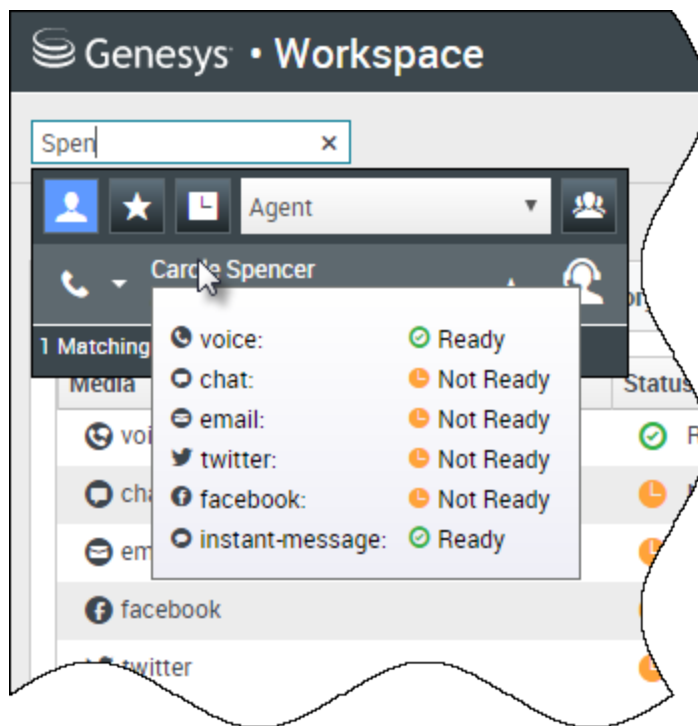 Genesys • Workspace
Spen
Agent
Carole Spencer
1 Matching
voice: Ready
chat: Not Ready
email: Not Ready
twitter: Not Ready
facebook: Not Ready
instant-message: Ready
Media Status
facebook
twitter